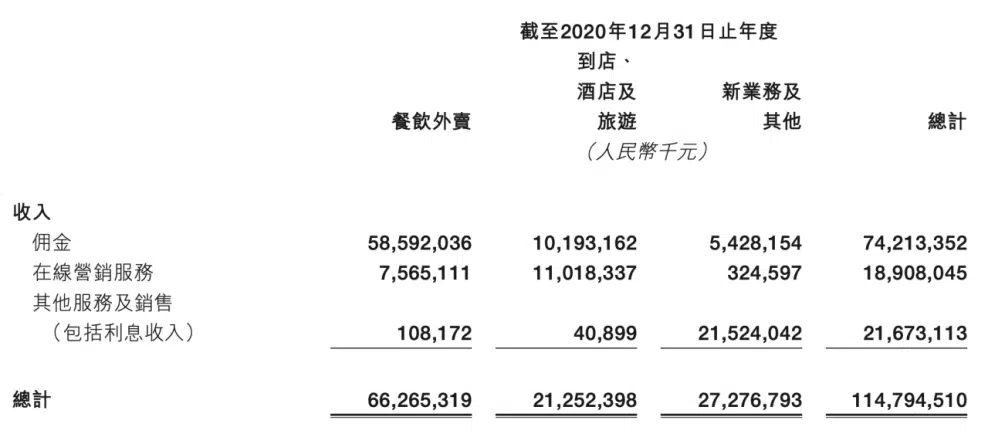 截至2020年12月31日止年度
到店、
酒店及 新業務及
餐飲外賣 旅遊 其他 總計
（人民幣千元）
收入
佣金 58,592,036 10,193,162 5,428,154 74,213,352
在線營銷服務 7,565,111 11,018,337 324,597 18,908,045
其他服務及銷售
（包括利息收入） 108,172 40,899 21,524,042 21,673,113
總計 66,265,319 21,252,398 27,276,793 114,794,510